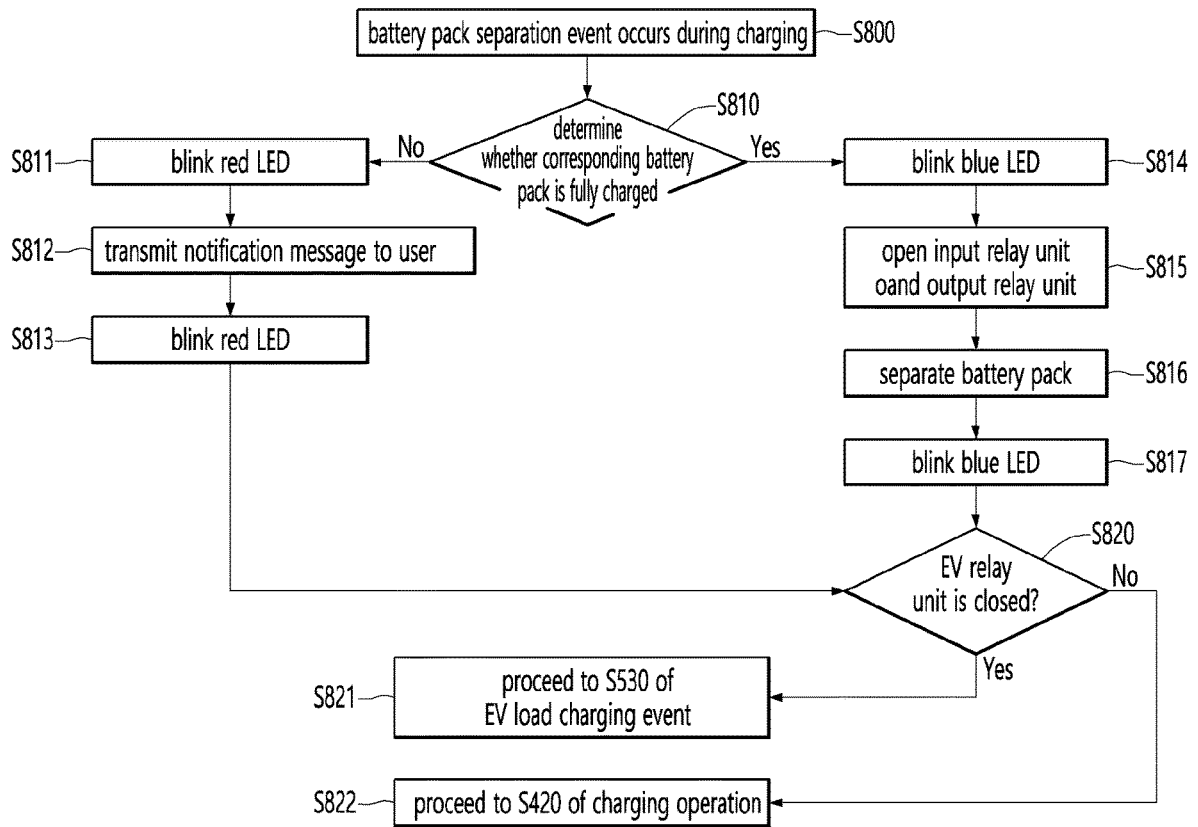 battery pack separation event occurs during charging
S800
S810
determine
whether corresponding battery
pack is fully charged
No
Yes
S811
blink red LED
S812
transmit notification message to user
S813
blink red LED
blink blue LED
S814
open input relay unit
oand output relay unit
S815
separate battery pack
S816
blink blue LED
S817
S820
EV relay
unit is closed?
No
Yes
S821
proceed to S530 of
EV load charging event
S822
proceed to S420 of charging operation